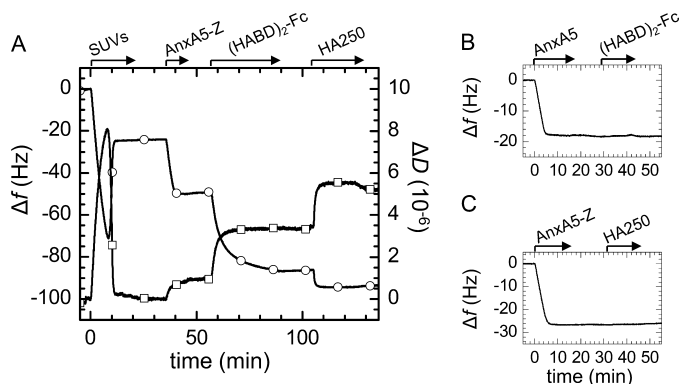 A
SUVs
AnxA5-Z
(HABD)₂-Fc
HA250
0
-20
-40
-60
-80
-100
Δf (Hz)
10
8
6
4
2
0
ΔD (10⁻⁶)
0 50 100
time (min)
B
AnxA5
(HABD)₂-Fc
0
-10
-20
Δf (Hz)
0 10 20 30 40 50
C
AnxA5-Z
HA250
0
-10
-20
-30
Δf (Hz)
0 10 20 30 40 50
time (min)